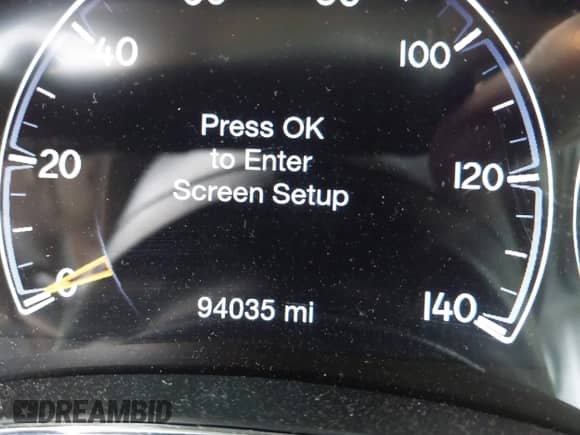 40
100
Press OK
to Enter
Screen Setup
20
120
0
94035 mi
140
DREAMBID